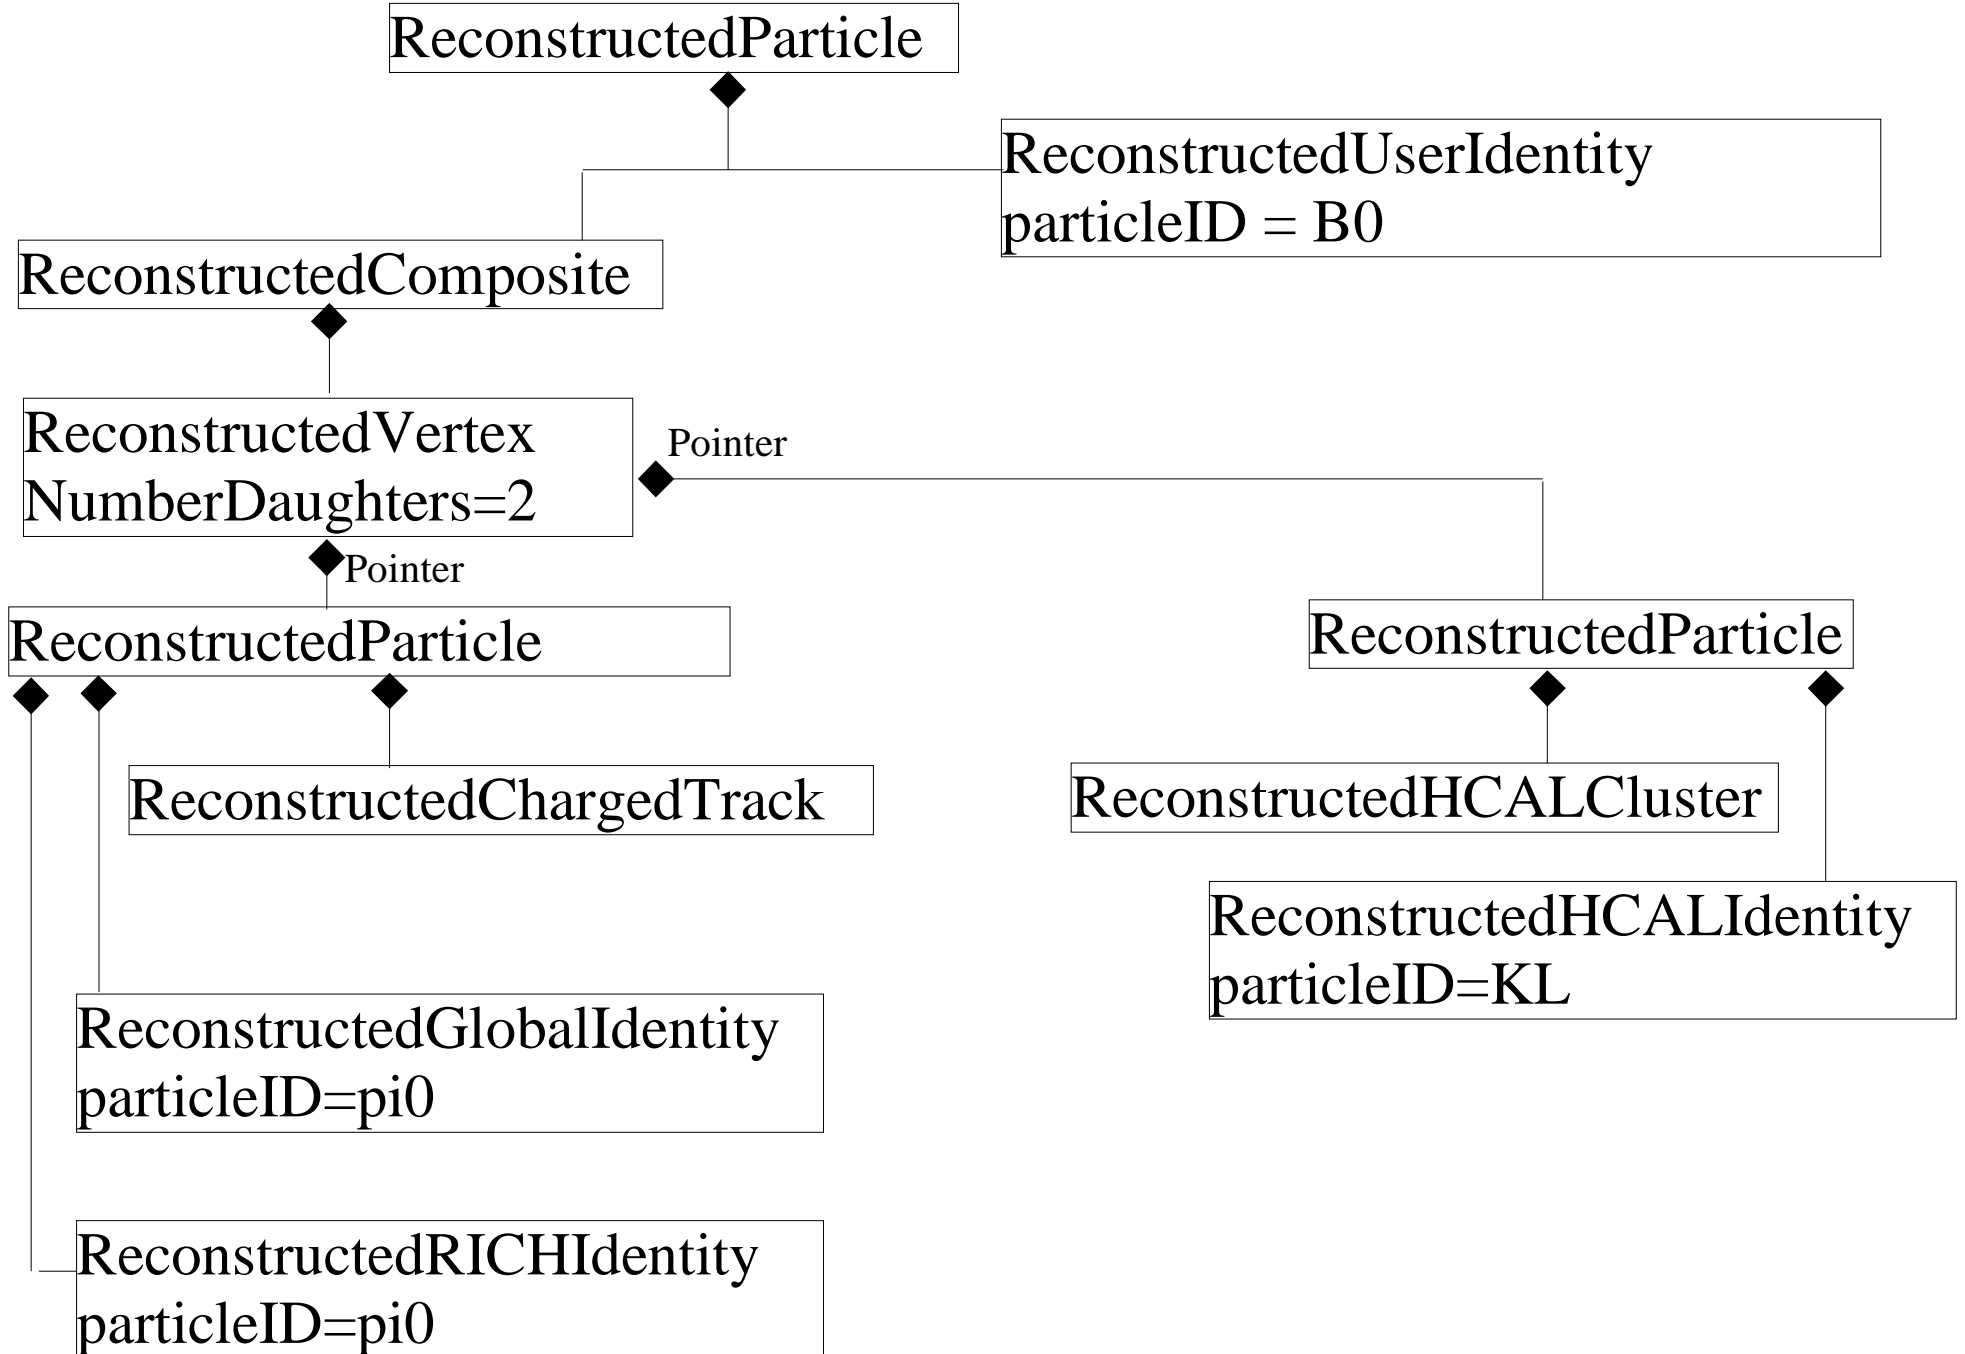 ReconstructedParticle
ReconstructedUserIdentity
particleID = B0
ReconstructedComposite
ReconstructedVertex
NumberDaughters=2
Pointer
Pointer
ReconstructedParticle
ReconstructedParticle
ReconstructedChargedTrack
ReconstructedHCALCluster
ReconstructedHCALIdentity
particleID=KL
ReconstructedGlobalIdentity
particleID=pi0
ReconstructedRICHIdentity
particleID=pi0